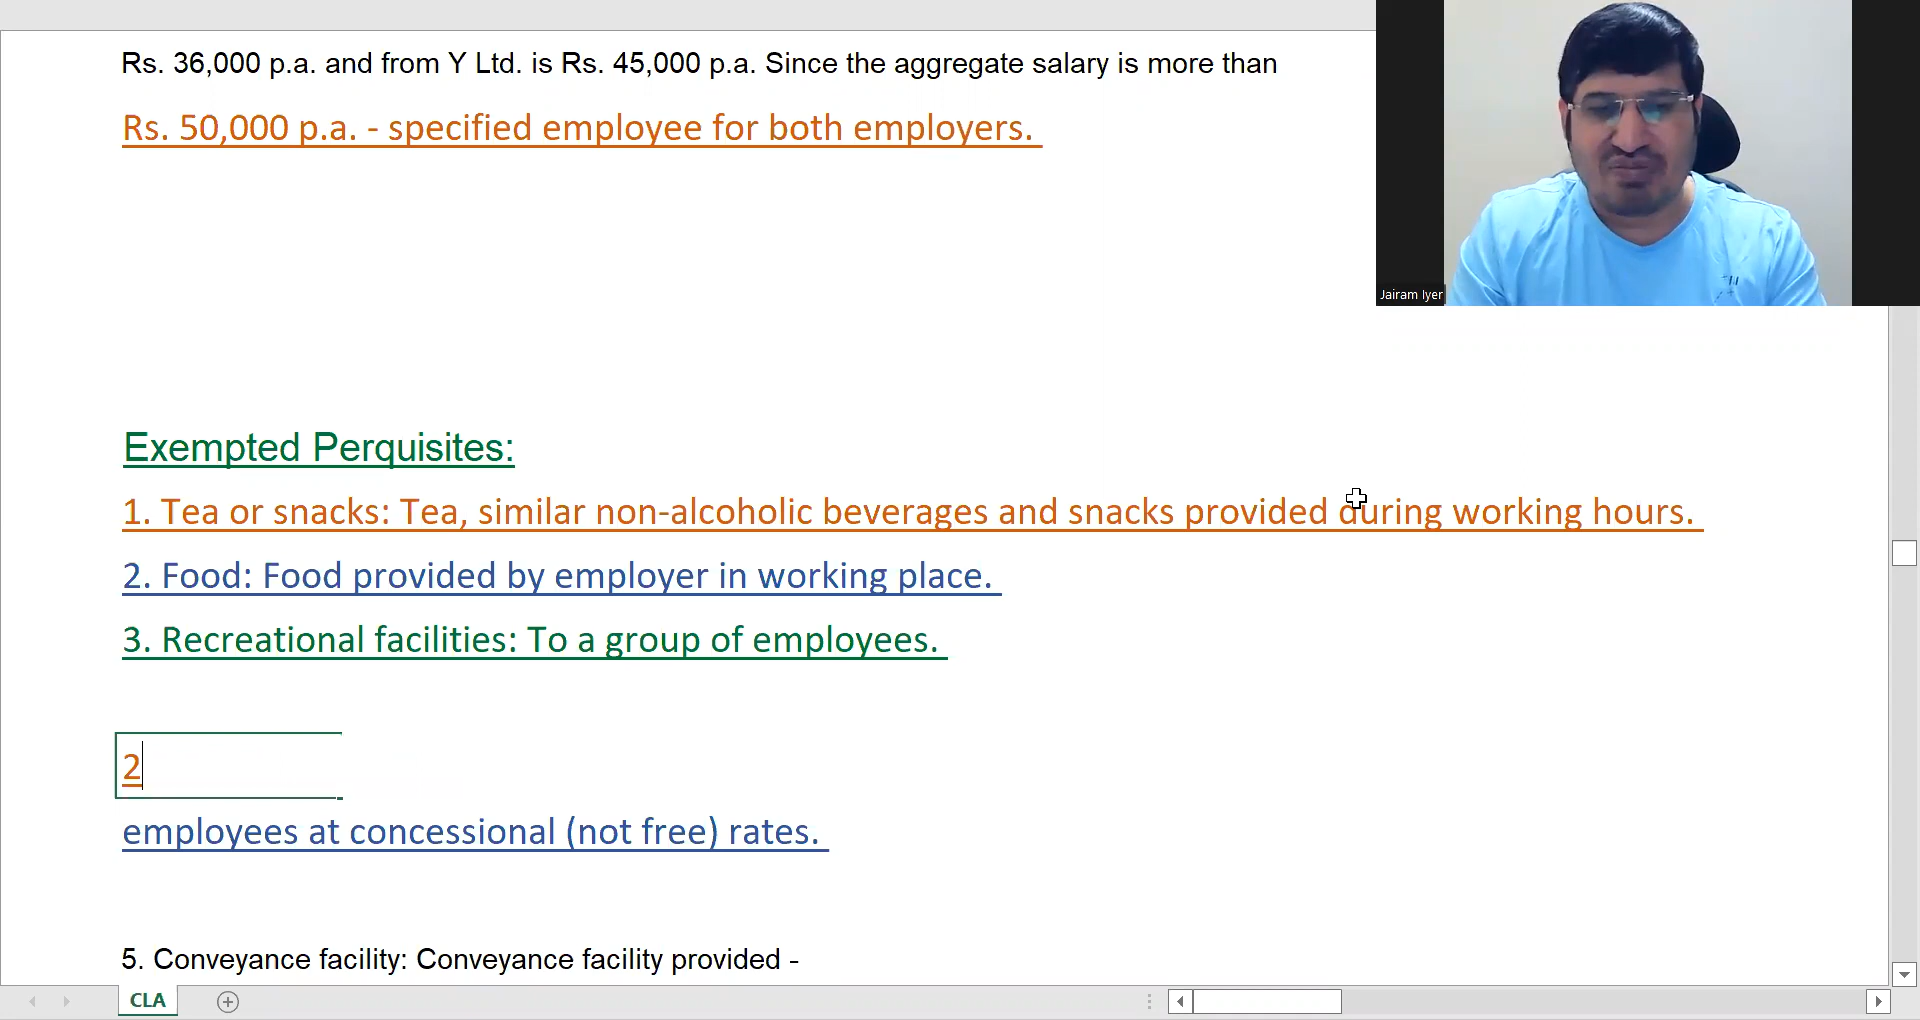 Rs. 36,000 p.a. and from Y Ltd. is Rs. 45,000 p.a. Since the aggregate salary is more than
Rs. 50,000 p.a. - specified employee for both employers.
Jairam Iyer
Exempted Perquisites:
1. Tea or snacks: Tea, similar non-alcoholic beverages and snacks provided during working hours.
2. Food: Food provided by employer in working place.
3. Recreational facilities: To a group of employees.
2
employees at concessional (not free) rates.
5. Conveyance facility: Conveyance facility provided -
CLA